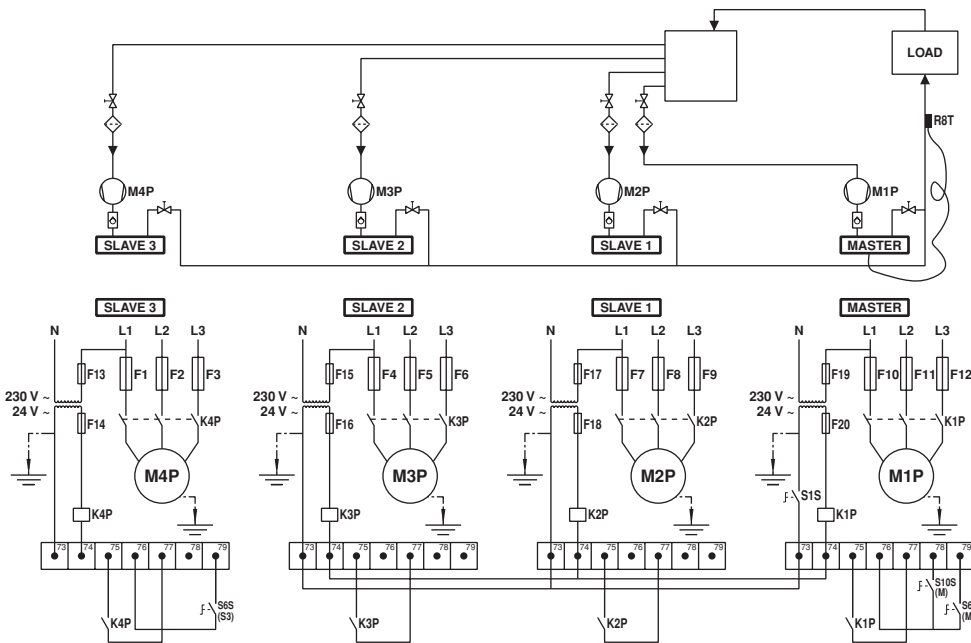 LOAD
R8T
M4P
M3P
M2P
M1P
SLAVE 3
SLAVE 2
SLAVE 1
MASTER
SLAVE 3
SLAVE 2
SLAVE 1
MASTER
N L1 L2 L3
N L1 L2 L3
N L1 L2 L3
N L1 L2 L3
F13 F1 F2 F3
F15 F4 F5 F6
F17 F7 F8 F9
F19 F10 F11 F12
230 V ~
24 V ~
230 V ~
24 V ~
230 V ~
24 V ~
230 V ~
24 V ~
F14 K4P
F16 K3P
F18 K2P
F20 K1P
M4P
M3P
M2P
M1P
S1S
K4P
K3P
K2P
K1P
73 74 75 76 77 78 79
73 74 75 76 77 78 79
73 74 75 76 77 78 79
73 74 75 76 77 78 79
K4P
S6S
(S3)
K3P
K2P
K1P
S10S
(M)
S6
(M